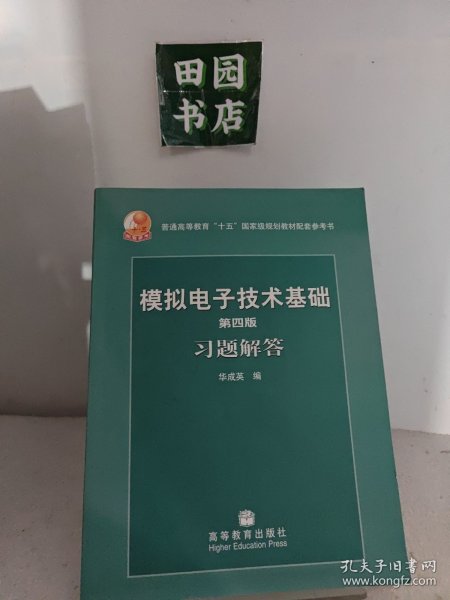 田园
书店
普通高等教育“十五”国家级规划教材配套参考书
模拟电子技术基础
第四版
习题解答
华成英 编
高等教育出版社
Higher Education Press
孔夫子旧书网
www.kongfz.com